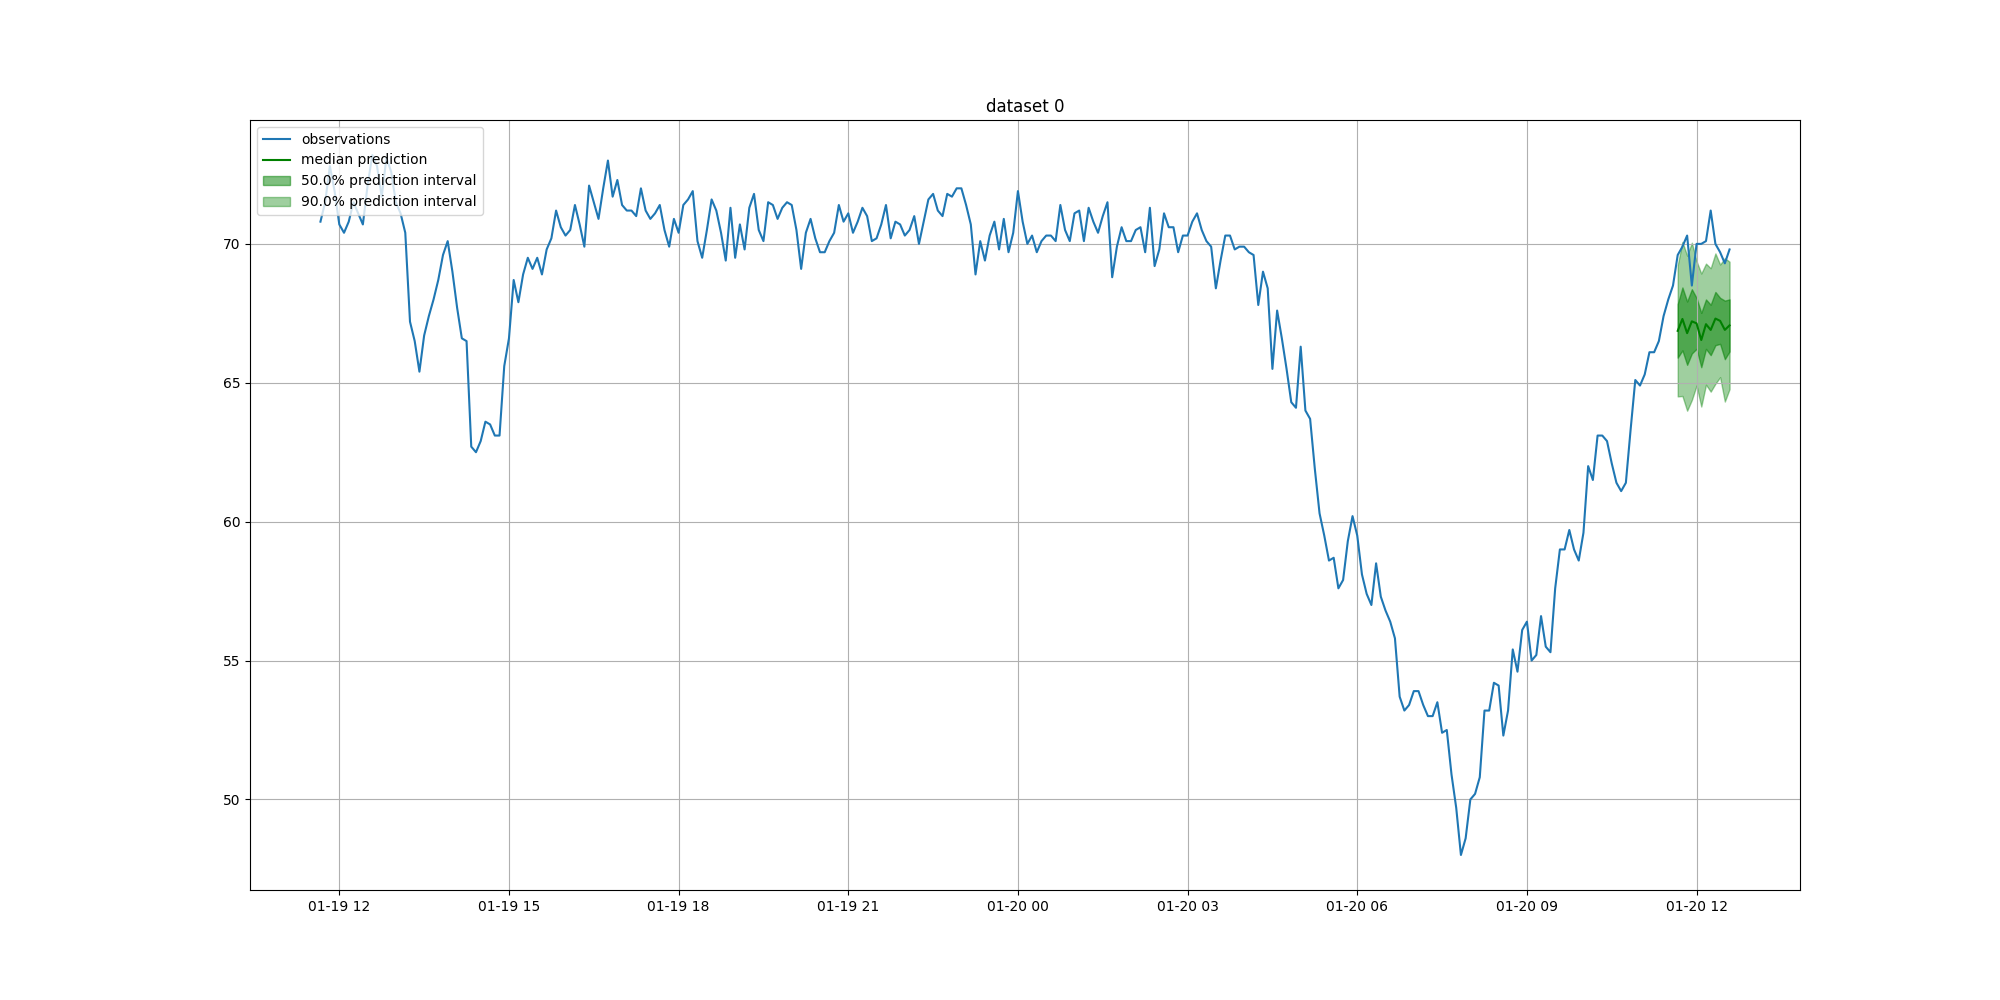 dataset 0
observations
median prediction
50.0% prediction interval
90.0% prediction interval
70
65
60
55
50
01-19 12
01-19 15
01-19 18
01-19 21
01-20 00
01-20 03
01-20 06
01-20 09
01-20 12